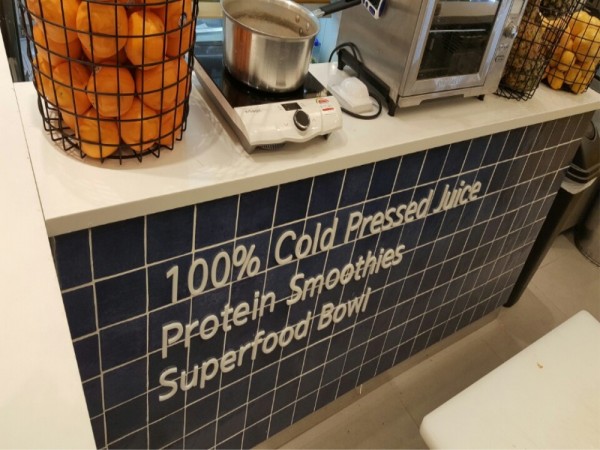 100% Cold Pressed Juice
Protein Smoothies
Superfood Bowl